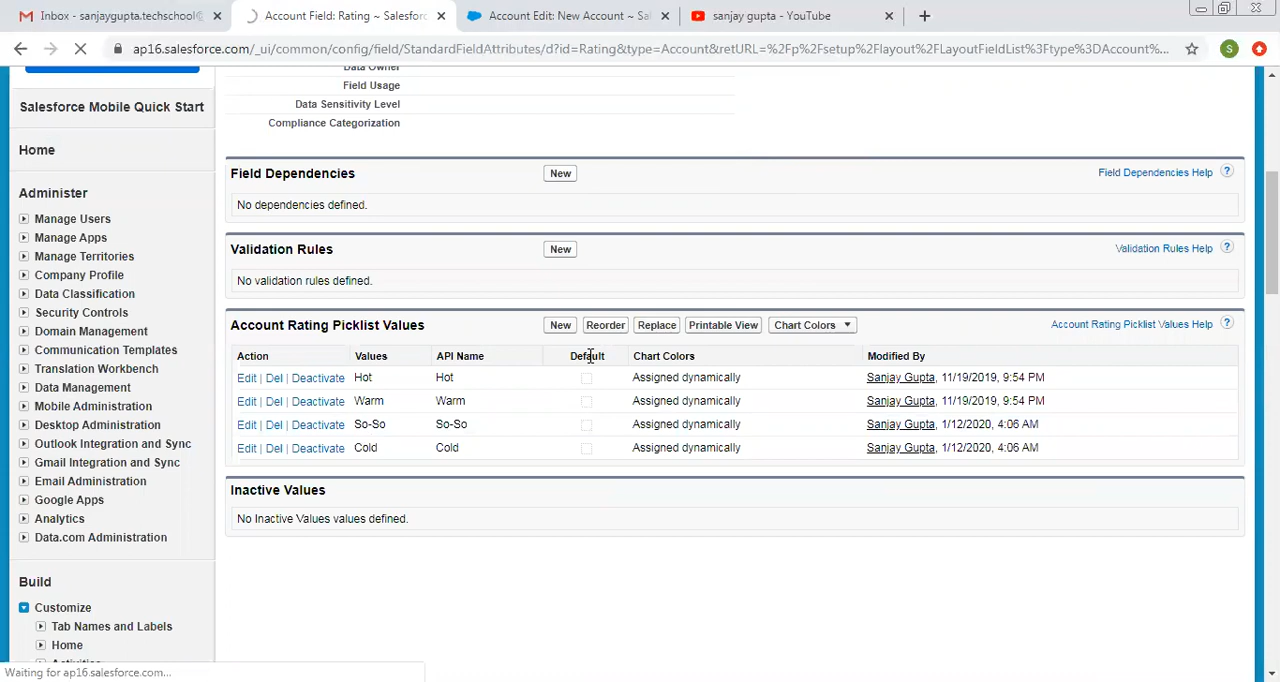 Inbox - sanjaygupta.techschool@
Account Field: Rating ~ Salesforc
Account Edit: New Account ~ Sa
sanjay gupta - YouTube
ap16.salesforce.com/_ui/common/config/field/StandardFieldAttributes/d?id=Rating&type=Account&retURL=%2Fp%2Fsetup%2Flayout%2FLayoutFieldList%3Ftype%3DAccount%...
S
Data Owner
Field Usage
Data Sensitivity Level
Compliance Categorization
Salesforce Mobile Quick Start
Home
Administer
Manage Users
Manage Apps
Manage Territories
Company Profile
Data Classification
Security Controls
Domain Management
Communication Templates
Translation Workbench
Data Management
Mobile Administration
Desktop Administration
Outlook Integration and Sync
Gmail Integration and Sync
Email Administration
Google Apps
Analytics
Data.com Administration
Build
Customize
Tab Names and Labels
Home
Activities
Field Dependencies New Field Dependencies Help ?
No dependencies defined.
Validation Rules New Validation Rules Help ?
No validation rules defined.
Account Rating Picklist Values New Reorder Replace Printable View Chart Colors Account Rating Picklist Values Help ?
Action Values API Name Default Chart Colors Modified By
Edit | Del | Deactivate Hot Hot Assigned dynamically Sanjay Gupta, 11/19/2019, 9:54 PM
Edit | Del | Deactivate Warm Warm Assigned dynamically Sanjay Gupta, 11/19/2019, 9:54 PM
Edit | Del | Deactivate So-So So-So Assigned dynamically Sanjay Gupta, 1/12/2020, 4:06 AM
Edit | Del | Deactivate Cold Cold Assigned dynamically Sanjay Gupta, 1/12/2020, 4:06 AM
Inactive Values
No Inactive Values values defined.
Waiting for ap16.salesforce.com...